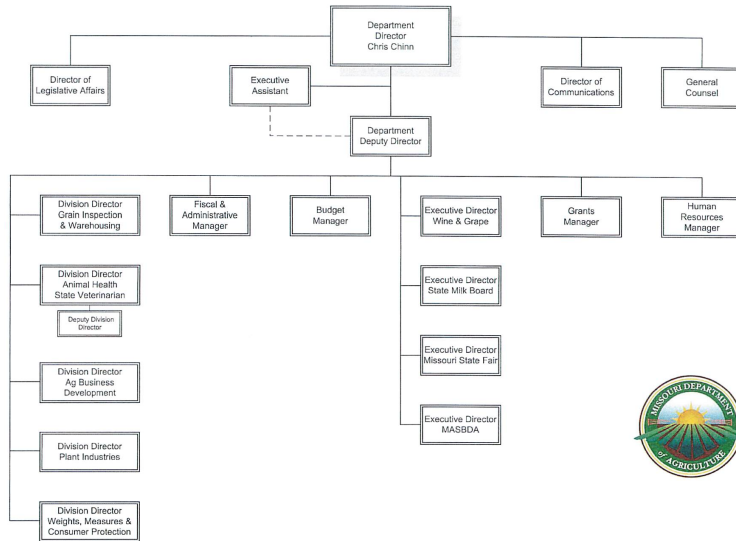 Department
Director
Chris Chinn
Director of
Legislative Affairs
Executive
Assistant
Director of
Communications
General
Counsel
Department
Deputy Director
Division Director
Grain Inspection
& Warehousing
Fiscal &
Administrative
Manager
Budget
Manager
Executive Director
Wine & Grape
Grants
Manager
Human
Resources
Manager
Division Director
Animal Health
State Veterinarian
Executive Director
State Milk Board
Deputy Division
Director
Division Director
Ag Business
Development
Executive Director
Missouri State Fair
Division Director
Plant Industries
Executive Director
MASBDA
MISSOURI DEPARTMENT
of AGRICULTURE
Division Director
Weights, Measures &
Consumer Protection